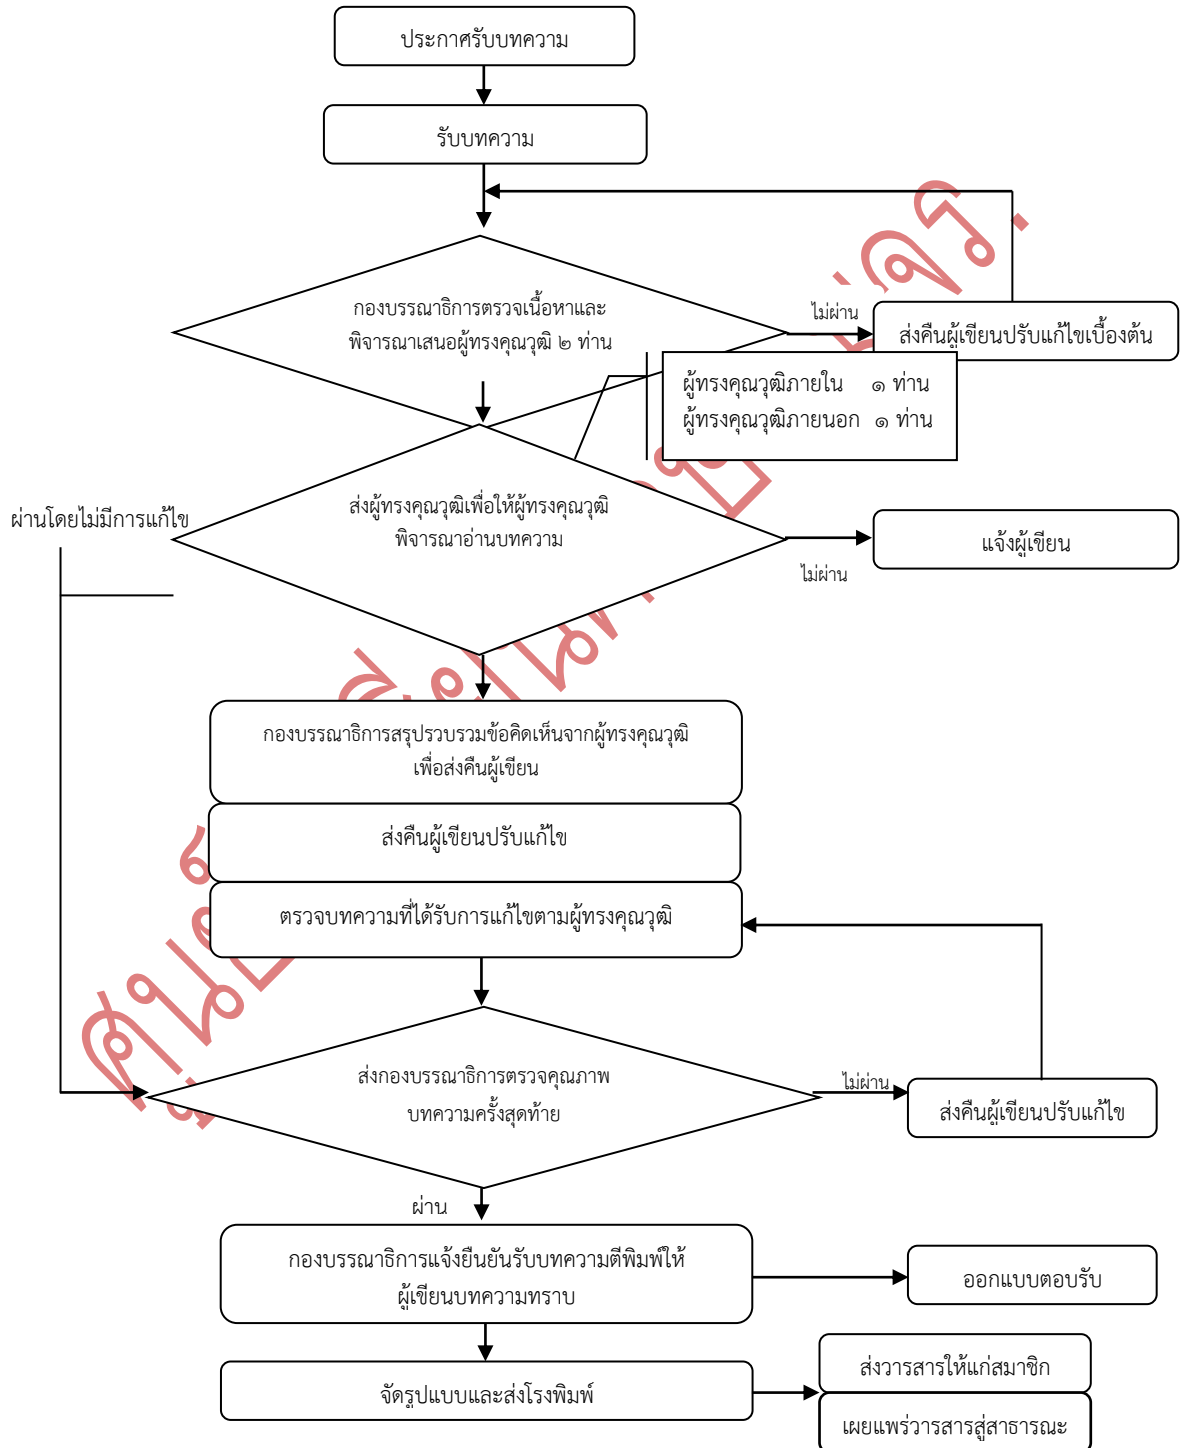 ประกาศรับบทความ
รับบทความ
กองบรรณาธิการตรวจเนื้อหาและ
พิจารณาเสนอผู้ทรงคุณวุฒิ ๒ ท่าน
ไม่ผ่าน
ส่งคืนผู้เขียนปรับแก้ไขเบื้องต้น
ผู้ทรงคุณวุฒิภายใน ๑ ท่าน
ผู้ทรงคุณวุฒิภายนอก ๑ ท่าน
ส่งผู้ทรงคุณวุฒิเพื่อให้ผู้ทรงคุณวุฒิ
พิจารณาอ่านบทความ
ผ่านโดยไม่มีการแก้ไข
ไม่ผ่าน
แจ้งผู้เขียน
กองบรรณาธิการสรุปรวบรวมข้อคิดเห็นจากผู้ทรงคุณวุฒิ
เพื่อส่งคืนผู้เขียน
ส่งคืนผู้เขียนปรับแก้ไข
ตรวจบทความที่ได้รับการแก้ไขตามผู้ทรงคุณวุฒิ
ส่งกองบรรณาธิการตรวจคุณภาพ
บทความครั้งสุดท้าย
ไม่ผ่าน
ส่งคืนผู้เขียนปรับแก้ไข
ผ่าน
กองบรรณาธิการแจ้งยืนยันรับบทความตีพิมพ์ให้
ผู้เขียนบทความทราบ
ออกแบบตอบรับ
จัดรูปแบบและส่งโรงพิมพ์
ส่งวารสารให้แก่สมาชิก
เผยแพร่วารสารสู่สาธารณะ